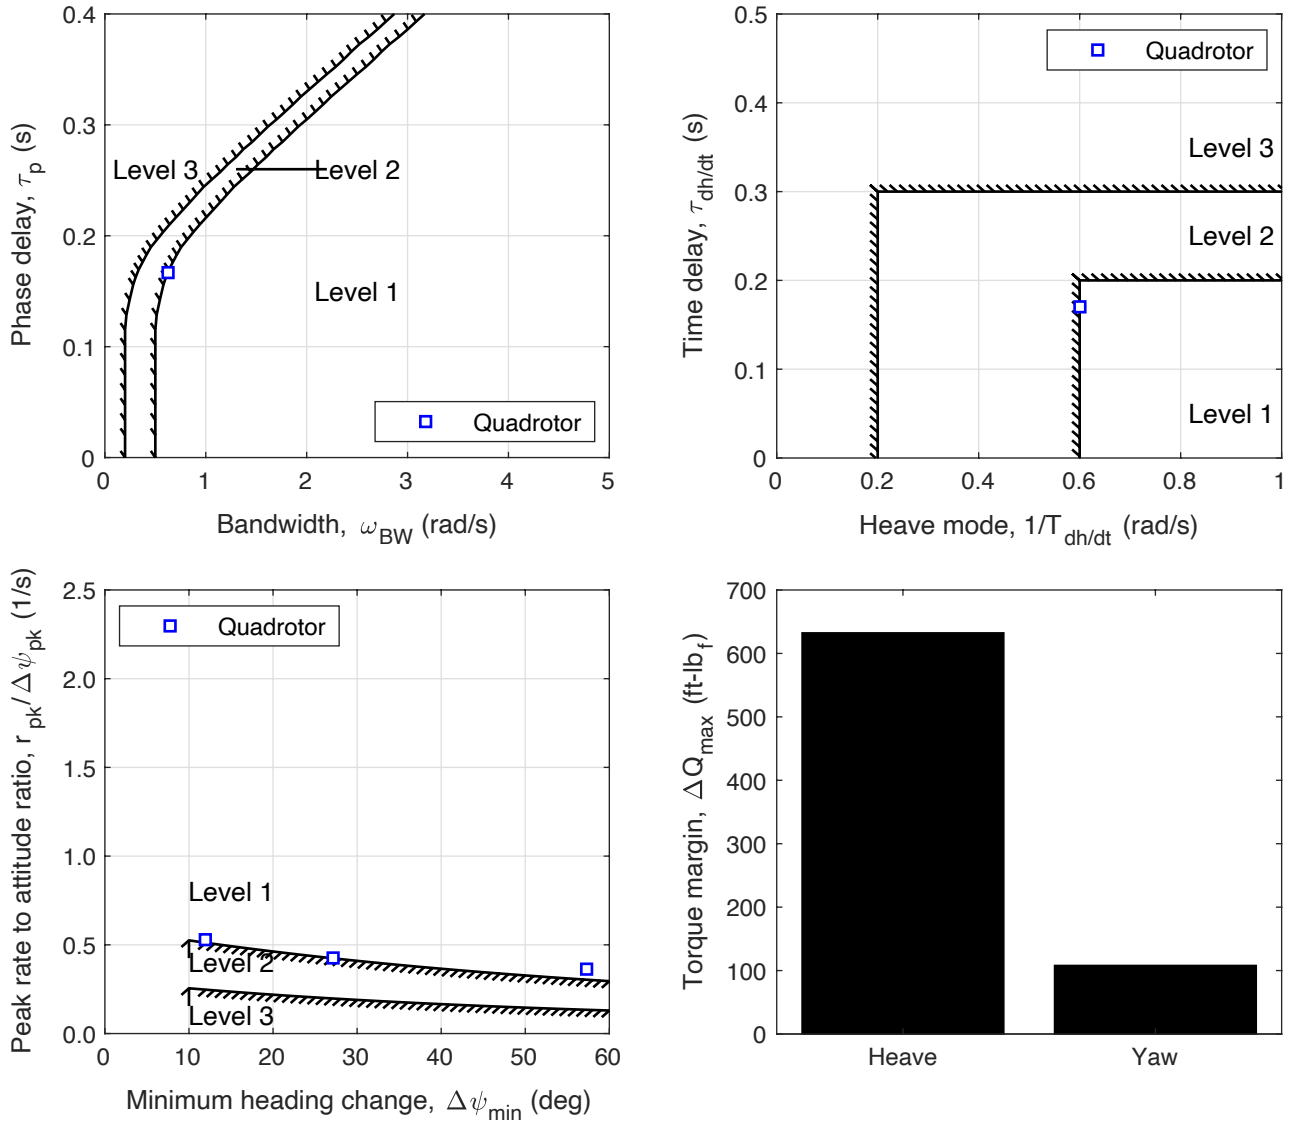 0.4
0.3
0.2
0.1
0
Phase delay, τp (s)
Level 3
Level 2
Level 1
Quadrotor
0
1
2
3
4
5
Bandwidth, ωBW (rad/s)
0.5
0.4
0.3
0.2
0.1
0
Time delay, τdh/dt (s)
Quadrotor
Level 3
Level 2
Level 1
0
0.2
0.4
0.6
0.8
1
Heave mode, 1/Tdh/dt (rad/s)
2.5
2.0
1.5
1.0
0.5
0.0
Peak rate to attitude ratio, rpk/Δψpk (1/s)
Quadrotor
Level 1
Level 2
Level 3
0
10
20
30
40
50
60
Minimum heading change, Δψmin (deg)
700
600
500
400
300
200
100
0
Torque margin, ΔQmax (ft-lbf)
Heave
Yaw